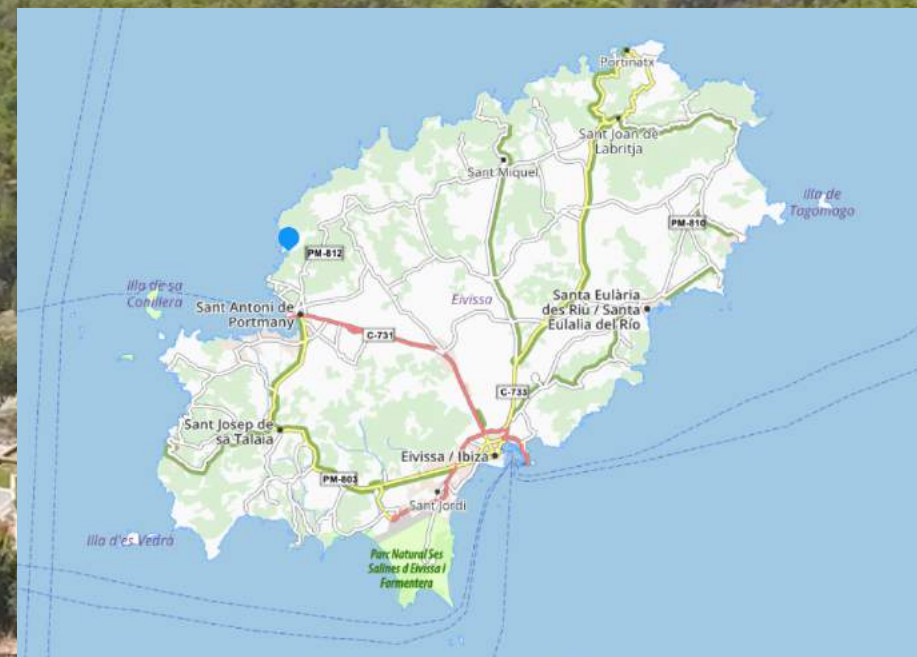 Portinatx
Sant Joan de
Labritja
Sant Miquel
Illa de
Tagomago
PM-810
PM-812
Illa de sa
Conillera
Sant Antoni de
Portmany
Eivissa
Santa Eulària
des Riu / Santa
Eulalia del Río
C-731
C-733
Sant Josep de
sa Talaia
Eivissa / Ibiza
PM-803
Sant Jordi
Illa d'es Vedrà
Parc Natural Ses
Salines d'Eivissa i
Formentera